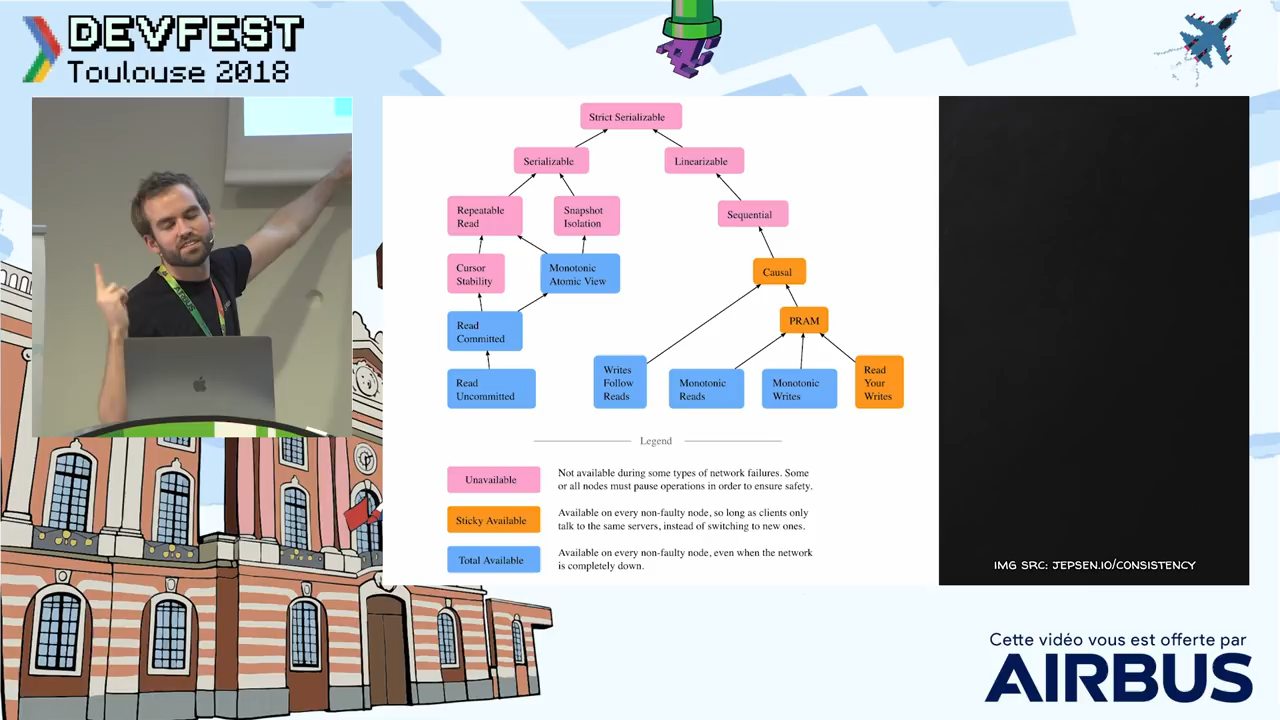 DEVFEST
Toulouse 2018
Strict Serializable
Serializable
Linearizable
Repeatable
Read
Snapshot
Isolation
Sequential
Cursor
Stability
Monotonic
Atomic View
Causal
Read
Committed
PRAM
Read
Uncommitted
Writes
Follow
Reads
Monotonic
Reads
Monotonic
Writes
Read
Your
Writes
Legend
Unavailable
Not available during some types of network failures. Some
or all nodes must pause operations in order to ensure safety.
Sticky Available
Available on every non-faulty node, so long as clients only
talk to the same servers, instead of switching to new ones.
Total Available
Available on every non-faulty node, even when the network
is completely down.
IMG SRC: JEPSEN.IO/CONSISTENCY
AIRBUS
Cette vidéo vous est offerte par
AIRBUS